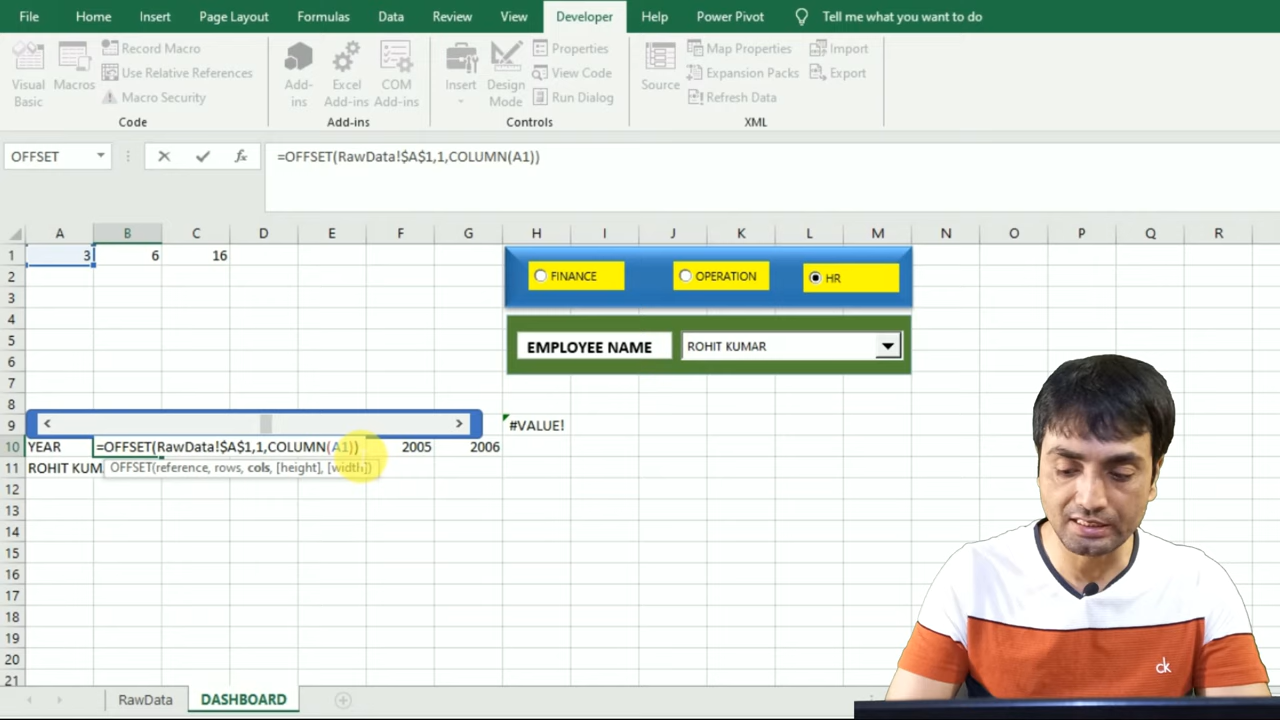 File Home Insert Page Layout Formulas Data Review View Developer Help Power Pivot Tell me what you want to do
Visual Basic
Macros
Record Macro
Use Relative References
Macro Security
Code
Add-ins
Excel Add-ins
COM Add-ins
Add-ins
Insert
Design Mode
Properties
View Code
Run Dialog
Controls
Source
Map Properties
Expansion Packs
Refresh Data
Import
Export
XML
OFFSET fx =OFFSET(RawData!$A$1,1,COLUMN(A1))
A B C D E F G H I J K L M N O P Q R
1 3 6 16
FINANCE OPERATION HR
2
3
4
5
EMPLOYEE NAME ROHIT KUMAR
6
7
8
9 < > #VALUE!
10 YEAR =OFFSET(RawData!$A$1,1,COLUMN(A1)) 2005 2006
11 ROHIT KUM OFFSET(reference, rows, cols, [height], [width])
12
13
14
15
16
17
18
19
20
21
RawData DASHBOARD
ck